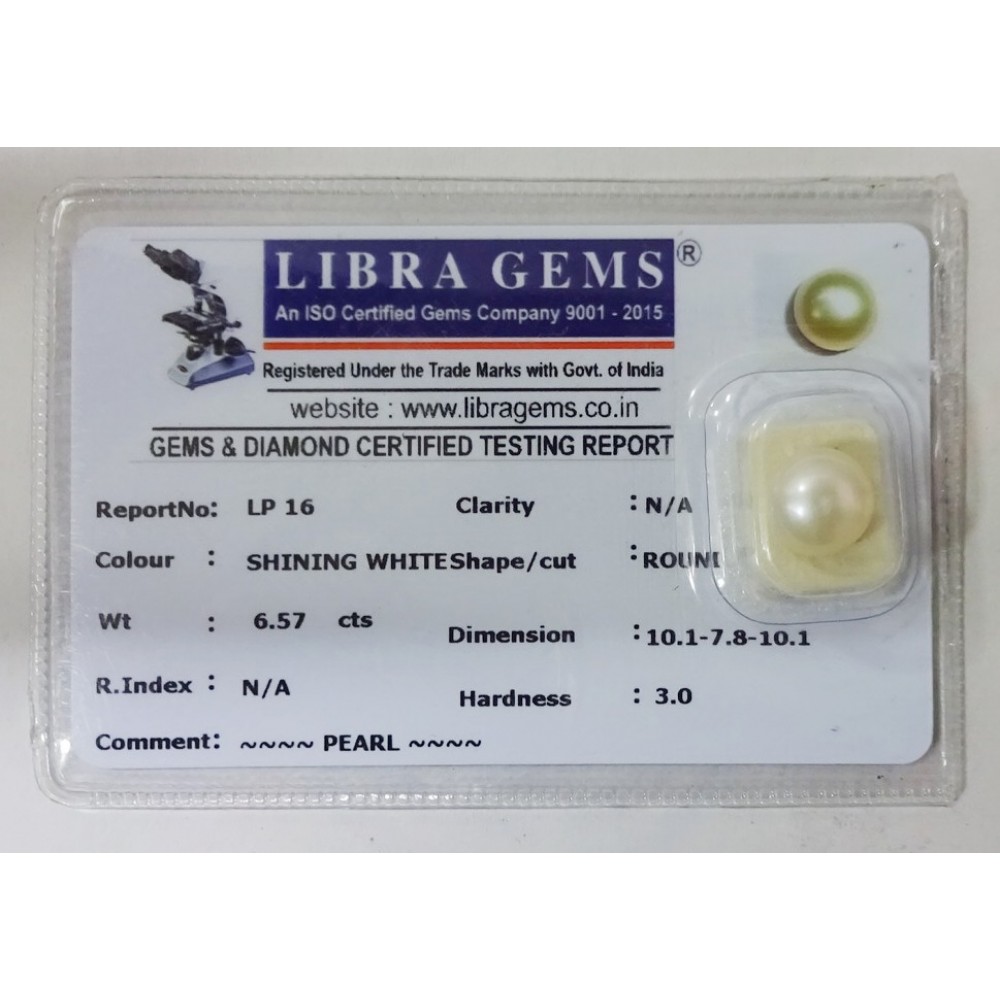 LIBRA GEMS ®
An ISO Certified Gems Company 9001 - 2015
Registered Under the Trade Marks with Govt. of India
website : www.libragems.co.in
GEMS & DIAMOND CERTIFIED TESTING REPORT
ReportNo: LP 16 Clarity : N/A
Colour : SHINING WHITE Shape/cut : ROUND
Wt : 6.57 cts Dimension : 10.1-7.8-10.1
R.Index : N/A Hardness : 3.0
Comment: ~~~~ PEARL ~~~~